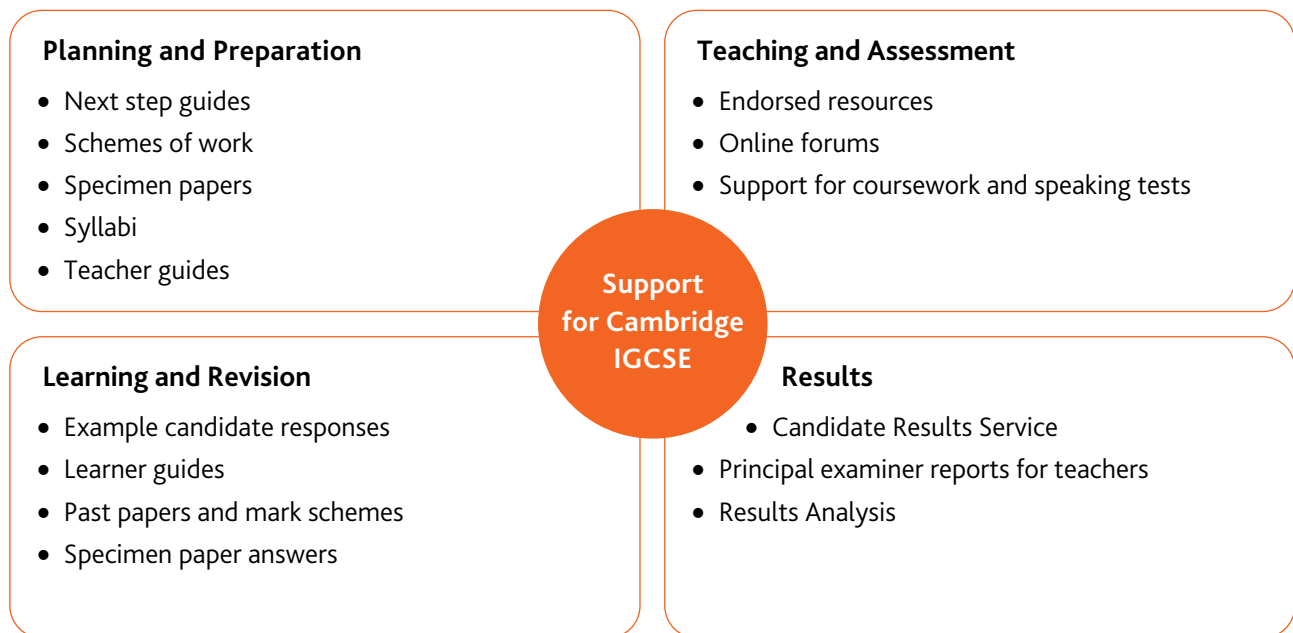 Planning and Preparation
• Next step guides
• Schemes of work
• Specimen papers
• Syllabi
• Teacher guides
Teaching and Assessment
• Endorsed resources
• Online forums
• Support for coursework and speaking tests
Support
for Cambridge
IGCSE
Learning and Revision
• Example candidate responses
• Learner guides
• Past papers and mark schemes
• Specimen paper answers
Results
• Candidate Results Service
• Principal examiner reports for teachers
• Results Analysis